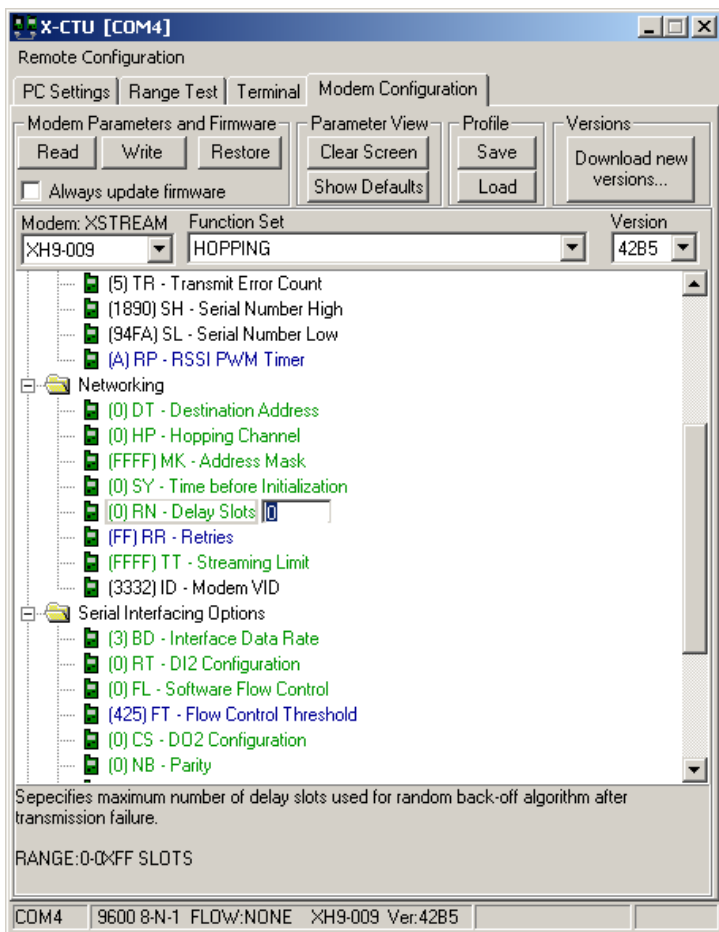 X-CTU [COM4]
Remote Configuration
PC Settings Range Test Terminal Modem Configuration
Modem Parameters and Firmware Parameter View Profile Versions
Read Write Restore Clear Screen Save Download new versions...
Always update firmware Show Defaults Load
Modem: XSTREAM Function Set Version
XH9-009 HOPPING 42B5
(5) TR - Transmit Error Count
(1890) SH - Serial Number High
(94FA) SL - Serial Number Low
(A) RP - RSSI PWM Timer
Networking
(0) DT - Destination Address
(0) HP - Hopping Channel
(FFFF) MK - Address Mask
(0) SY - Time before Initialization
(0) RN - Delay Slots 0
(FF) RR - Retries
(FFFF) TT - Streaming Limit
(3332) ID - Modem VID
Serial Interfacing Options
(3) BD - Interface Data Rate
(0) RT - DI2 Configuration
(0) FL - Software Flow Control
(425) FT - Flow Control Threshold
(0) CS - DO2 Configuration
(0) NB - Parity
Sepecifies maximum number of delay slots used for random back-off algorithm after
transmission failure.
RANGE:0-0XFF SLOTS
COM4 9600 8-N-1 FLOW:NONE XH9-009 Ver:42B5